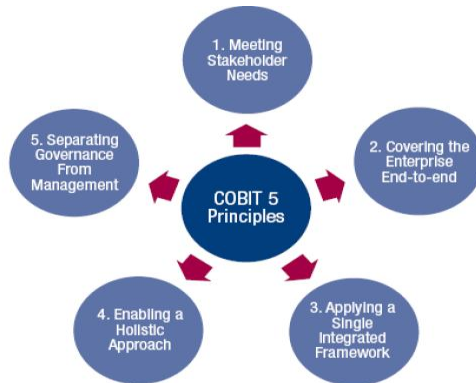 1. Meeting
Stakeholder
Needs
5. Separating
Governance
From
Management
2. Covering the
Enterprise
End-to-end
COBIT 5
Principles
4. Enabling a
Holistic
Approach
3. Applying a
Single
Integrated
Framework